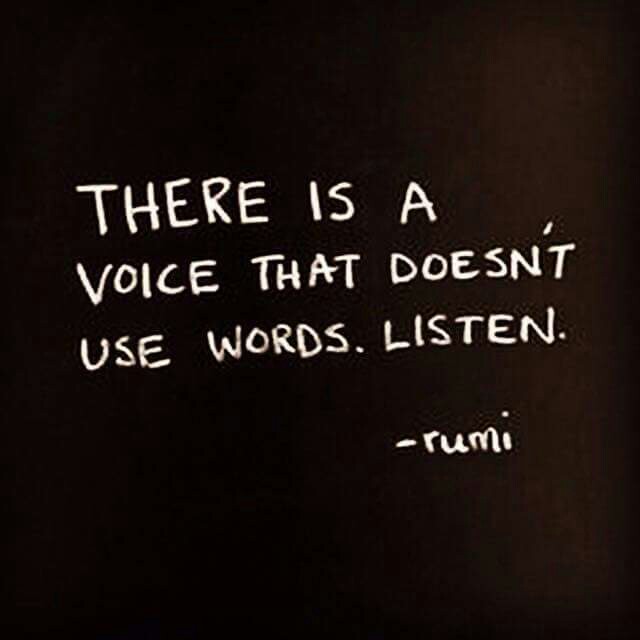 THERE IS A
VOICE THAT DOESN'T
USE WORDS. LISTEN.
-rumi